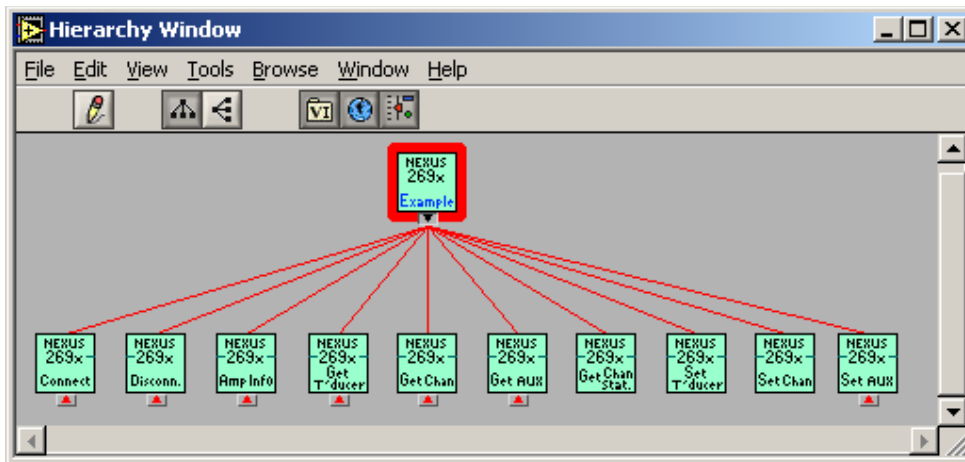 Hierarchy Window
File Edit View Tools Browse Window Help
VI
NEXUS
269x
Example
NEXUS
269x
Connect
NEXUS
269x
Disconn.
NEXUS
269x
Amp Info
NEXUS
269x
Get
T'ducer
NEXUS
269x
Get Chan
NEXUS
269x
Get AUX
NEXUS
269x
Get Chan
Stat.
NEXUS
269x
Set
T'ducer
NEXUS
269x
Set Chan
NEXUS
269x
Set AUX